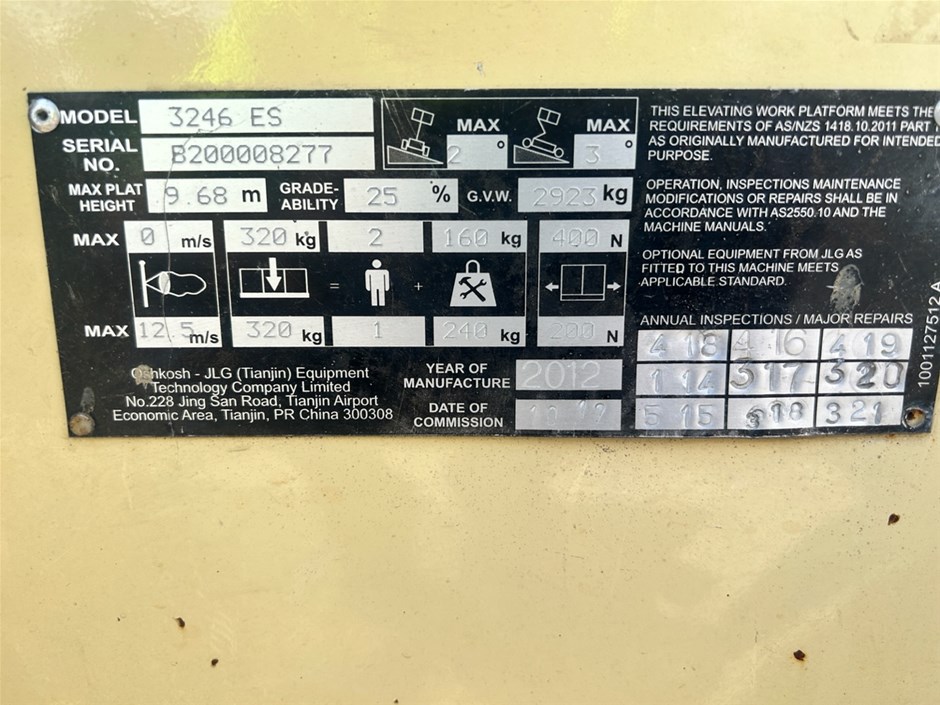 MODEL 3246 ES
SERIAL NO. B200008277
MAX PLAT HEIGHT 9.68 m GRADE-ABILITY 25 % G.V.W. 2923 kg
MAX 2 ° MAX 3 °
MAX 0 m/s 320 kg 2 160 kg 400 N
= +
MAX 12.5 m/s 320 kg 1 240 kg 200 N
Oshkosh - JLG (Tianjin) Equipment
Technology Company Limited
No.228 Jing San Road, Tianjin Airport
Economic Area, Tianjin, PR China 300308
YEAR OF MANUFACTURE 2012
DATE OF COMMISSION
THIS ELEVATING WORK PLATFORM MEETS THE
REQUIREMENTS OF AS/NZS 1418.10.2011 PART
AS ORIGINALLY MANUFACTURED FOR INTENDED
PURPOSE.
OPERATION, INSPECTIONS MAINTENANCE
MODIFICATIONS OR REPAIRS SHALL BE IN
ACCORDANCE WITH AS2550.10 AND THE
MACHINE MANUALS.
OPTIONAL EQUIPMENT FROM JLG AS
FITTED TO THIS MACHINE MEETS
APPLICABLE STANDARD.
ANNUAL INSPECTIONS / MAJOR REPAIRS
4 18 4 16 4 19
1 14 3 17 3 20
5 15 3 18 3 21
1001127512 A